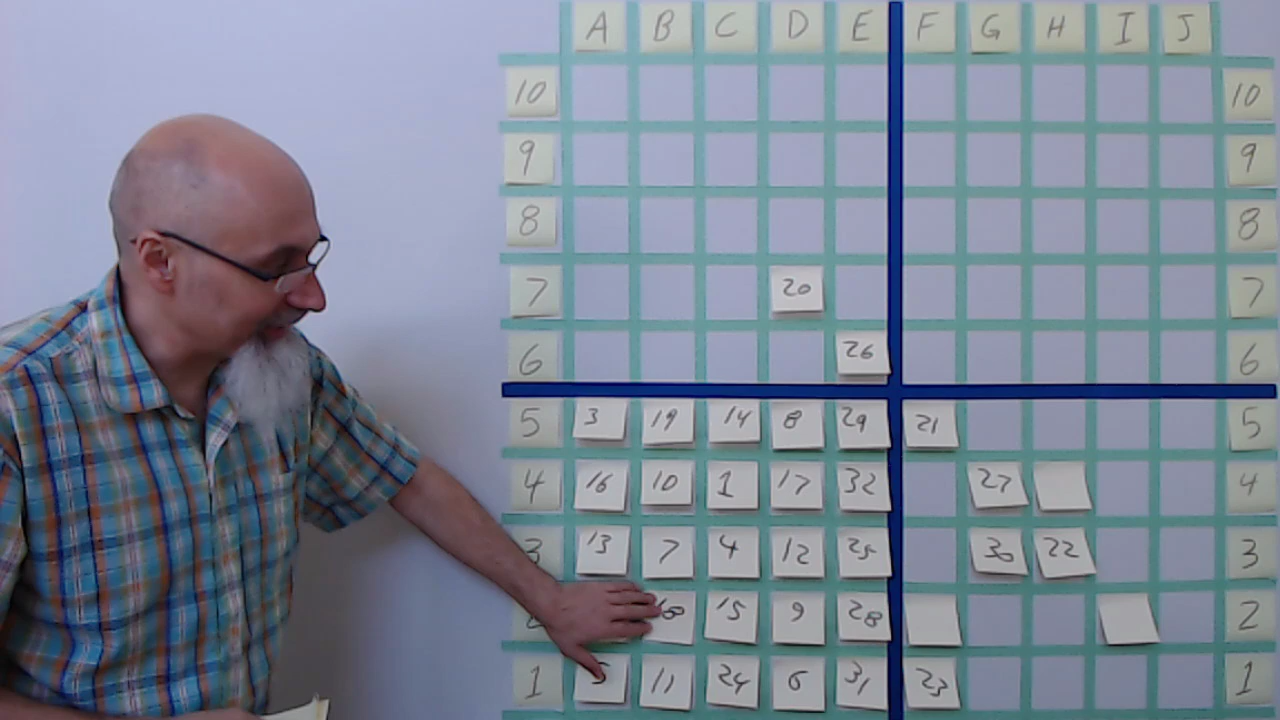 A B C D E F G H I J
10 10
9 9
8 8
7 20 7
6 26 6
5 3 19 14 8 29 21 5
4 16 10 1 17 32 27 4
3 13 7 4 12 25 30 22 3
15 9 28 2
1 5 11 24 6 31 23 1